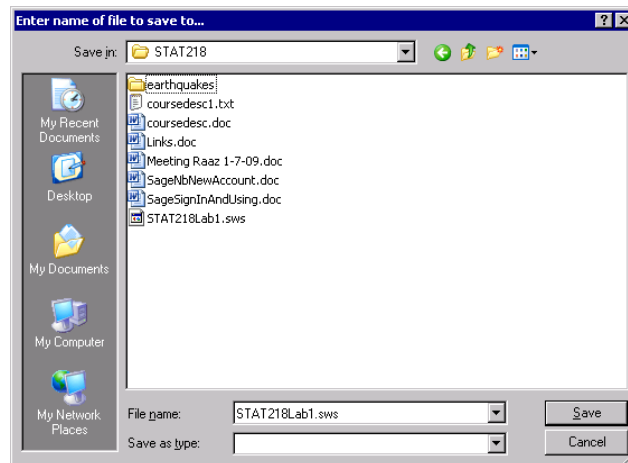 Enter name of file to save to...
Save in:
STAT218
earthquakes
coursedesc1.txt
coursedesc.doc
Links.doc
Meeting Raaz 1-7-09.doc
SageNbNewAccount.doc
SageSignInAndUsing.doc
STAT218Lab1.sws
My Recent
Documents
Desktop
My Documents
My Computer
My Network
Places
File name:
STAT218Lab1.sws
Save
Save as type:
Cancel